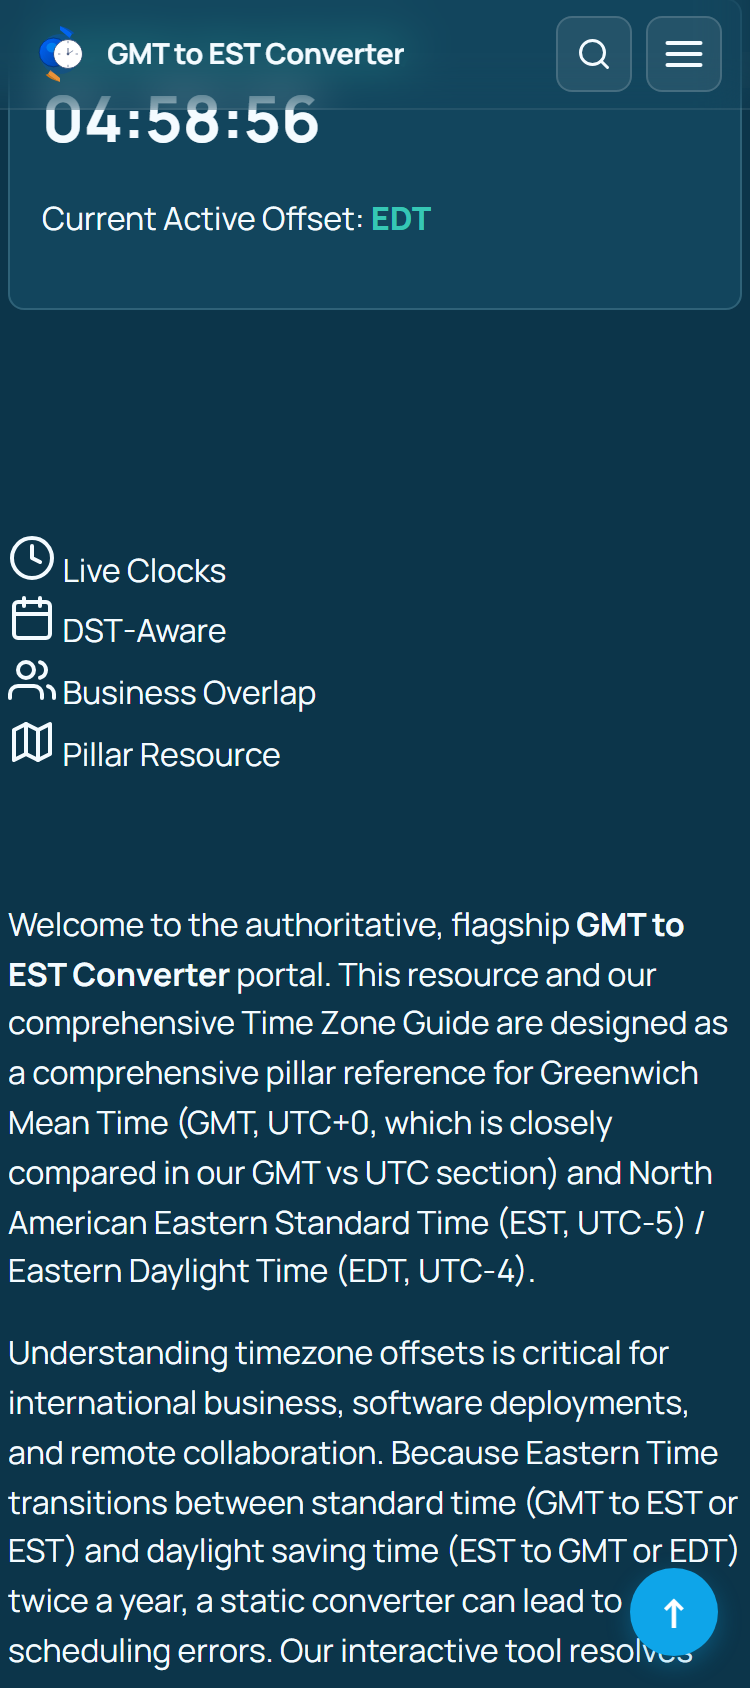 GMT to EST Converter
04:58:56
Current Active Offset: EDT
Live Clocks
DST-Aware
Business Overlap
Pillar Resource
Welcome to the authoritative, flagship GMT to
EST Converter portal. This resource and our
comprehensive Time Zone Guide are designed as
a comprehensive pillar reference for Greenwich
Mean Time (GMT, UTC+0, which is closely
compared in our GMT vs UTC section) and North
American Eastern Standard Time (EST, UTC-5) /
Eastern Daylight Time (EDT, UTC-4).
Understanding timezone offsets is critical for
international business, software deployments,
and remote collaboration. Because Eastern Time
transitions between standard time (GMT to EST or
EST) and daylight saving time (EST to GMT or EDT)
twice a year, a static converter can lead to
scheduling errors. Our interactive tool resolves